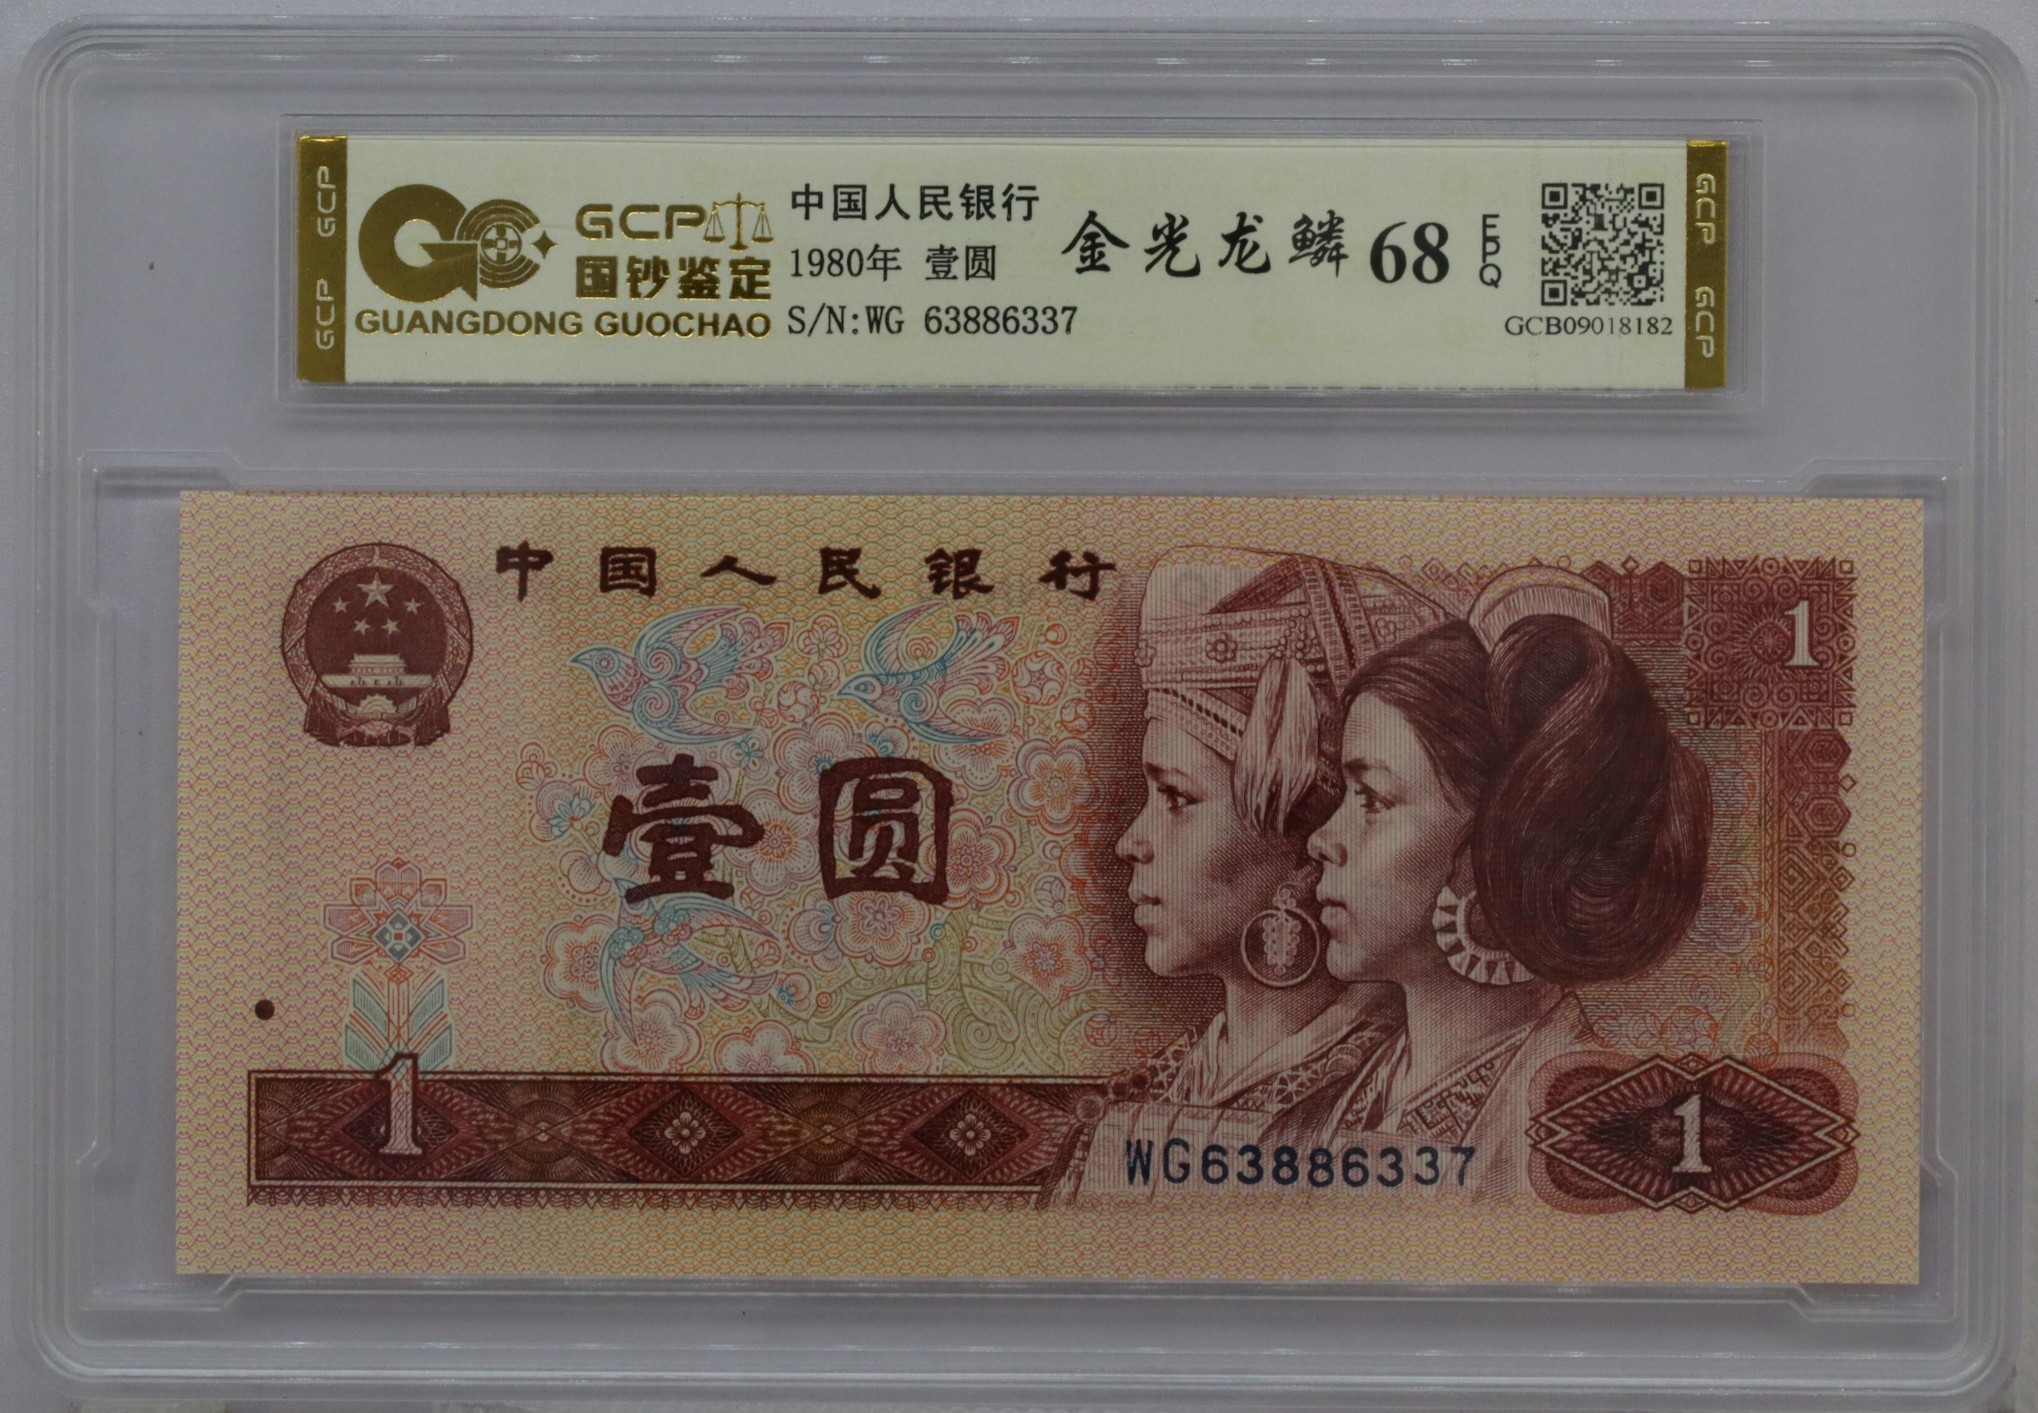 GCP
GCP
GCP
国钞鉴定
GUANGDONG GUOCHAO
中国人民银行
1980年 壹圆
S/N:WG 63886337
金光龙鳞 68
EPQ
GCB09018182
GCP
GCP
中国人民银行
1
壹圆
1
WG63886337
1